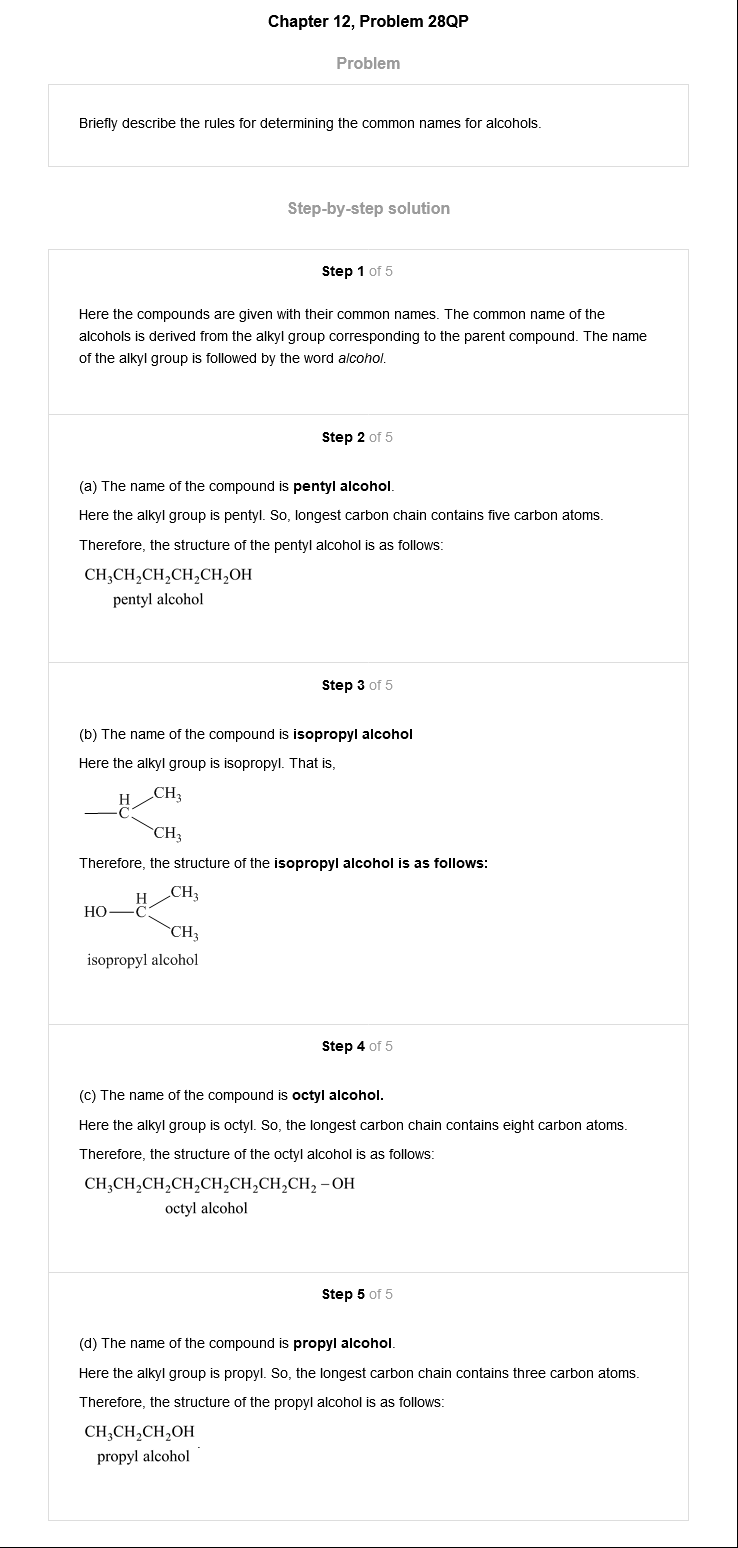 Chapter 12, Problem 28QP
Problem
Briefly describe the rules for determining the common names for alcohols.
Step-by-step solution
Step 1 of 5
Here the compounds are given with their common names. The common name of the
alcohols is derived from the alkyl group corresponding to the parent compound. The name
of the alkyl group is followed by the word alcohol.
Step 2 of 5
(a) The name of the compound is pentyl alcohol.
Here the alkyl group is pentyl. So, longest carbon chain contains five carbon atoms.
Therefore, the structure of the pentyl alcohol is as follows:
CH₃CH₂CH₂CH₂CH₂OH
pentyl alcohol
Step 3 of 5
(b) The name of the compound is isopropyl alcohol
Here the alkyl group is isopropyl. That is,
CH₃
H
C
CH₃
Therefore, the structure of the isopropyl alcohol is as follows:
CH₃
H
HO—C
CH₃
isopropyl alcohol
Step 4 of 5
(c) The name of the compound is octyl alcohol.
Here the alkyl group is octyl. So, the longest carbon chain contains eight carbon atoms.
Therefore, the structure of the octyl alcohol is as follows:
CH₃CH₂CH₂CH₂CH₂CH₂CH₂CH₂ – OH
octyl alcohol
Step 5 of 5
(d) The name of the compound is propyl alcohol.
Here the alkyl group is propyl. So, the longest carbon chain contains three carbon atoms.
Therefore, the structure of the propyl alcohol is as follows:
CH₃CH₂CH₂OH
propyl alcohol